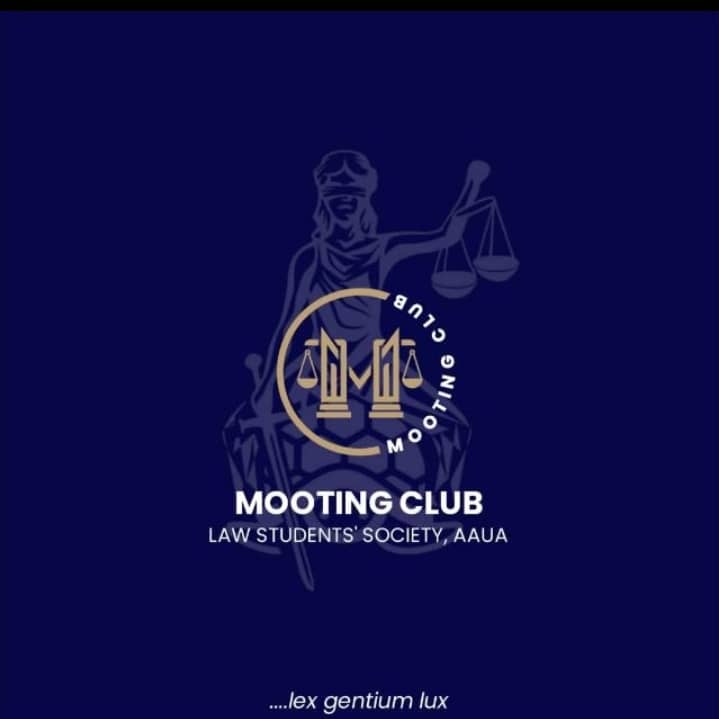 MOOTING CLUB
MOOTING CLUB
LAW STUDENTS' SOCIETY, AAUA
....lex gentium lux